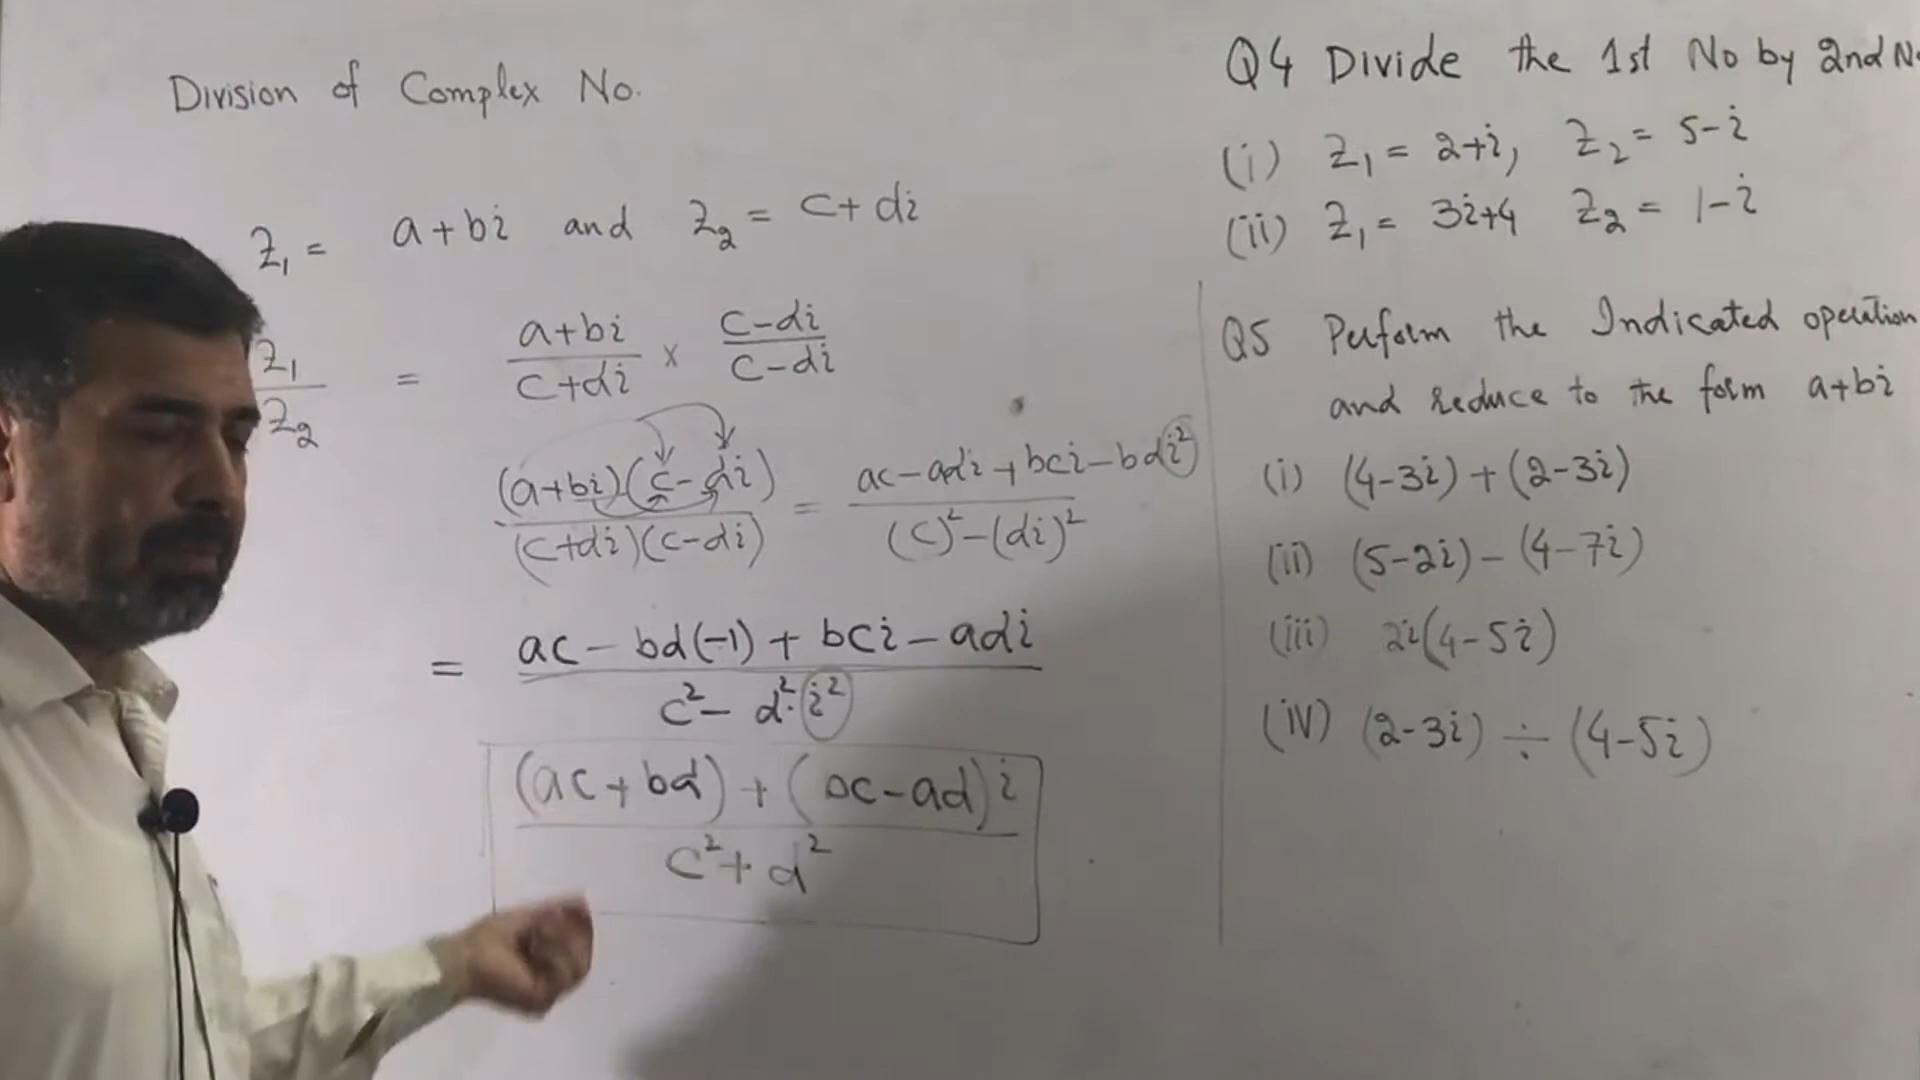 Division of Complex No.
Z₁ = a+bi and Z₂ = c+di
Z₁/Z₂ = (a+bi)/(c+di) × (c-di)/(c-di)
(a+bi)(c-di)/(c+di)(c-di) = (ac-adi+bci-bdi²)/((c)²-(di)²)
= (ac-bd(-1)+bci-adi)/(c²-d².i²)
((ac+bd)+(bc-ad)i)/(c²+d²)
Q4 Divide the 1st No by 2nd
(i) Z₁ = 2+i, Z₂ = 5-i
(ii) Z₁ = 3i+4 Z₂ = 1-i
Q5 Perform the Indicated operation
and reduce to the form a+bi
(i) (4-3i)+(2-3i)
(ii) (5-2i)-(4-7i)
(iii) 2i(4-5i)
(iv) (2-3i) ÷ (4-5i)